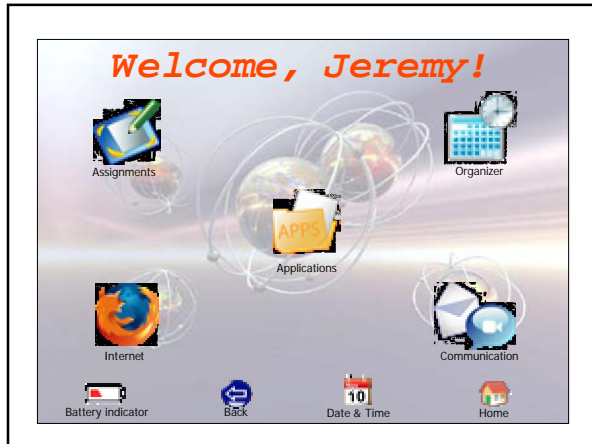 Welcome, Jeremy!
Assignments
Organizer
APPS
Applications
Internet
Communication
10
Battery indicator
Back
Date & Time
Home